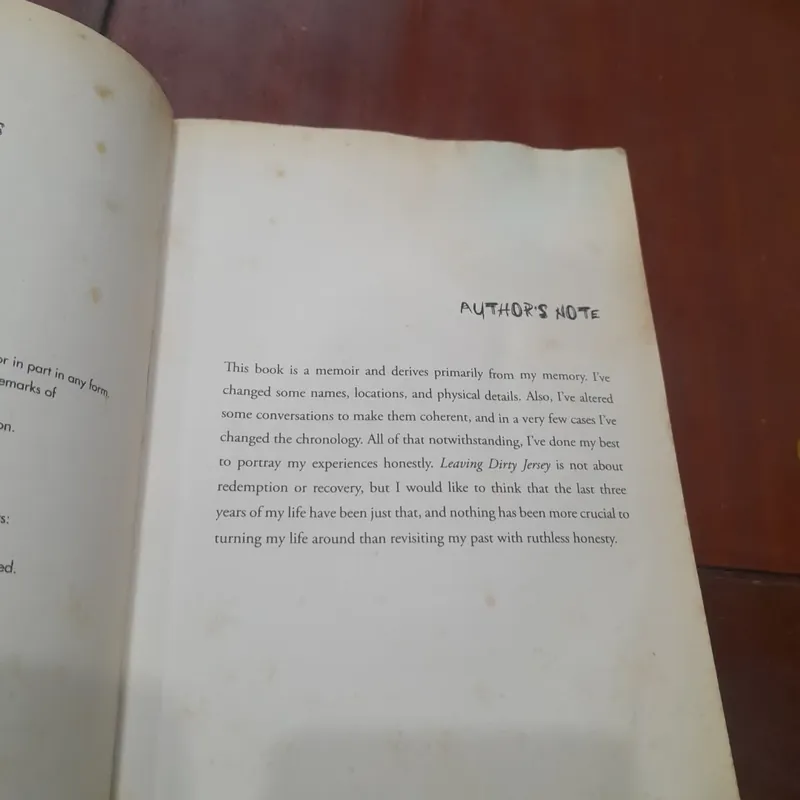 s
or in part in any form,
emarks of
on.
s:
ed.
AUTHOR'S NOTE
This book is a memoir and derives primarily from my memory. I've
changed some names, locations, and physical details. Also, I've altered
some conversations to make them coherent, and in a very few cases I've
changed the chronology. All of that notwithstanding, I've done my best
to portray my experiences honestly. Leaving Dirty Jersey is not about
redemption or recovery, but I would like to think that the last three
years of my life have been just that, and nothing has been more crucial to
turning my life around than revisiting my past with ruthless honesty.